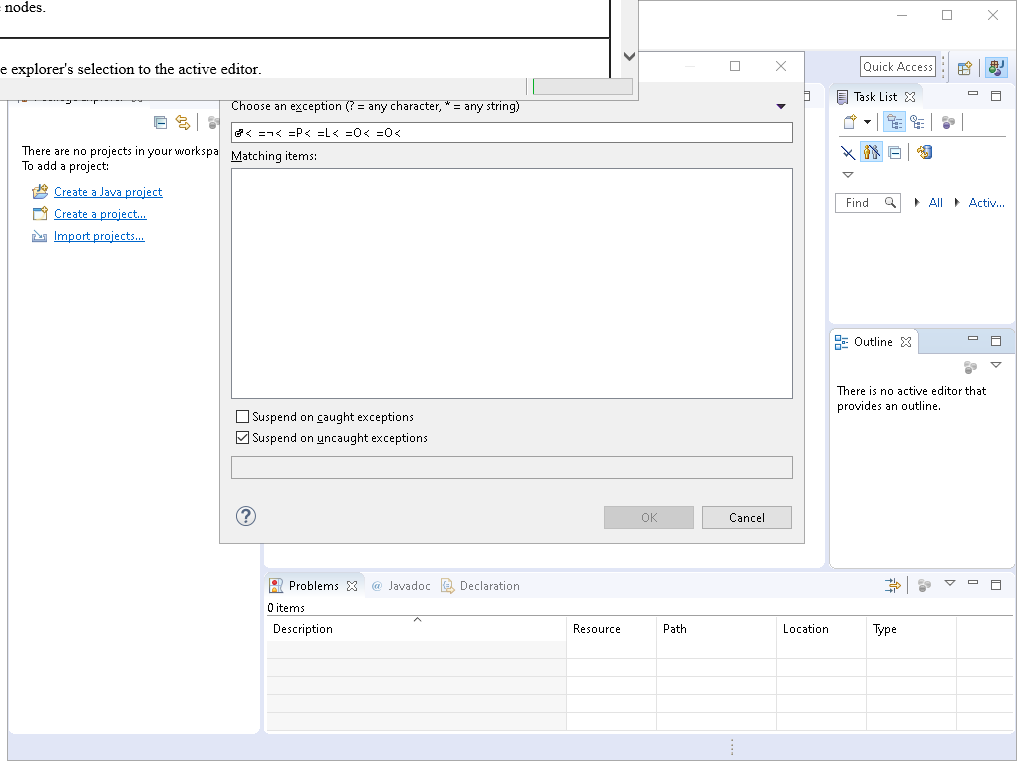 nodes.
explorer's selection to the active editor.
Quick Access
Choose an exception (? = any character, * = any string)
Matching items:
Suspend on caught exceptions
Suspend on uncaught exceptions
OK
Cancel
There are no projects in your
To add a project:
Create a Java project
Create a project...
Import projects...
Task List
Find
All
Activ...
Outline
There is no active editor that
provides an outline.
Problems
@ Javadoc
Declaration
0 items
Description
Resource
Path
Location
Type